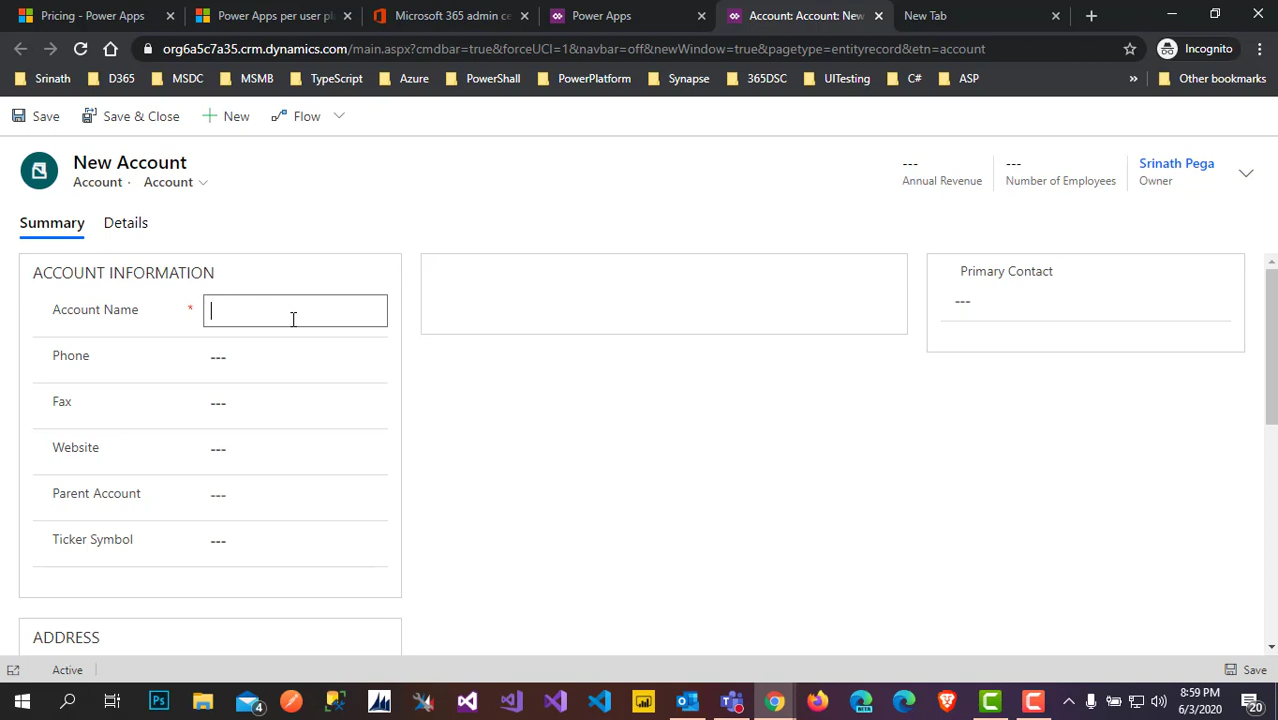 Pricing - Power Apps
Power Apps per user pl
Microsoft 365 admin ce
Power Apps
Account: Account: New
New Tab
org6a5c7a35.crm.dynamics.com/main.aspx?cmdbar=true&forceUCI=1&navbar=off&newWindow=true&pagetype=entityrecord&etn=account
Incognito
Srinath
D365
MSDC
MSMB
TypeScript
Azure
PowerShall
PowerPlatform
Synapse
365DSC
UITesting
C#
ASP
»
Other bookmarks
Save
Save & Close
New
Flow
New Account
Account · Account
---
Annual Revenue
---
Number of Employees
Srinath Pega
Owner
Summary
Details
ACCOUNT INFORMATION
Account Name *
Phone ---
Fax ---
Website ---
Parent Account ---
Ticker Symbol ---
Primary Contact
---
ADDRESS
Active
Save
Ps
4
8:59 PM
6/3/2020
20